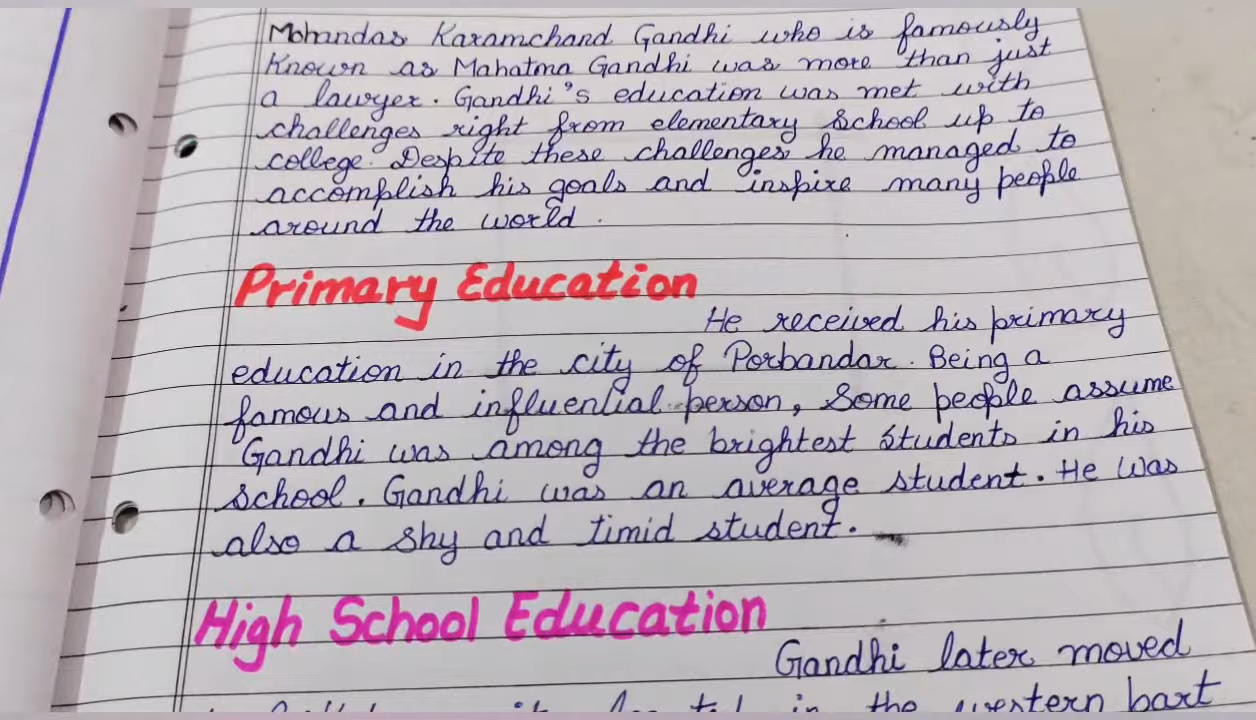 Mohandas Karamchand Gandhi who is famously
Known as Mahatma Gandhi was more than just
a lawyer. Gandhi's education was met with
challenges right from elementary School up to
college. Despite these challenges he managed to
accomplish his goals and inspire many people
around the world.
Primary Education
He received his primary
education in the city of Porbandar. Being a
famous and influential person, Some people assume
Gandhi was among the brightest students in his
School. Gandhi was an average student. He was
also a shy and timid student.
High School Education
Gandhi later moved
in the western part